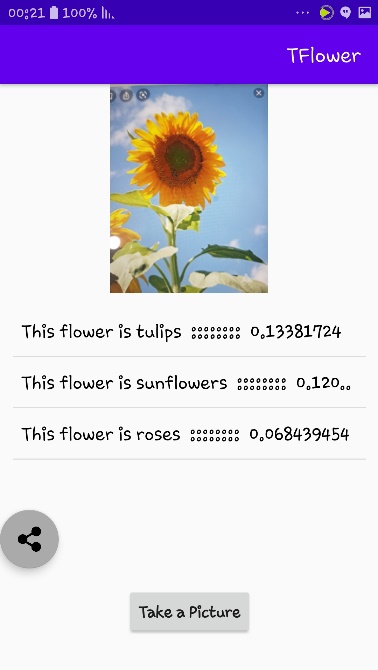 00:21 100%
TFlower
This flower is tulips :::::::: 0.13381724
This flower is sunflowers :::::::: 0.120..
This flower is roses :::::::: 0.068439454
Take a Picture